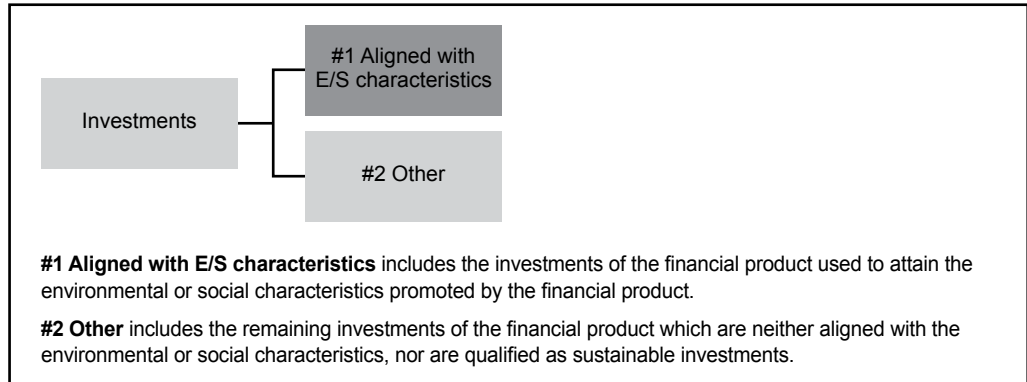 #1 Aligned with
E/S characteristics
Investments
#2 Other
#1 Aligned with E/S characteristics includes the investments of the financial product used to attain the
environmental or social characteristics promoted by the financial product.
#2 Other includes the remaining investments of the financial product which are neither aligned with the
environmental or social characteristics, nor are qualified as sustainable investments.